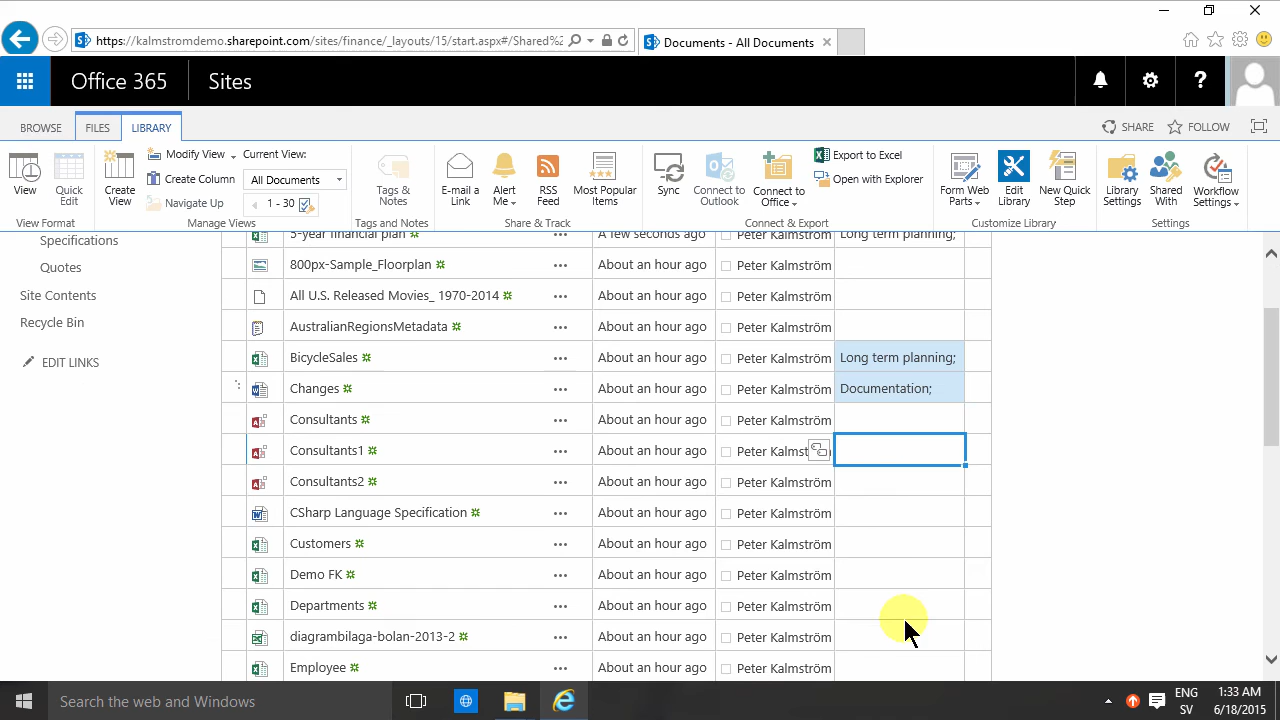 https://kalmstromdemo.sharepoint.com/sites/finance/_layouts/15/start.aspx#/Shared%2
Documents - All Documents
Office 365
Sites
BROWSE
FILES
LIBRARY
SHARE
FOLLOW
View
Quick Edit
View Format
Create View
Modify View
Create Column
Navigate Up
Current View:
All Documents
1 - 30
Manage Views
Tags & Notes
Tags and Notes
E-mail a Link
Alert Me
RSS Feed
Most Popular Items
Share & Track
Sync
Connect to Outlook
Connect to Office
Export to Excel
Open with Explorer
Connect & Export
Form Web Parts
Edit Library
New Quick Step
Customize Library
Library Settings
Shared With
Workflow Settings
Settings
Specifications
Quotes
Site Contents
Recycle Bin
EDIT LINKS
5-year financial plan ... A few seconds ago Peter Kalmström Long term planning;
800px-Sample_Floorplan ... About an hour ago Peter Kalmström
All U.S. Released Movies_ 1970-2014 ... About an hour ago Peter Kalmström
AustralianRegionsMetadata ... About an hour ago Peter Kalmström
BicycleSales ... About an hour ago Peter Kalmström Long term planning;
Changes ... About an hour ago Peter Kalmström Documentation;
Consultants ... About an hour ago Peter Kalmström
Consultants1 ... About an hour ago Peter
Consultants2 ... About an hour ago Peter Kalmström
CSharp Language Specification ... About an hour ago Peter Kalmström
Customers ... About an hour ago Peter Kalmström
Demo FK ... About an hour ago Peter Kalmström
Departments ... About an hour ago Peter Kalmström
diagrambilaga-bolan-2013-2 ... About an hour ago Peter Kalmström
Employee ... About an hour ago Peter Kalmström
Search the web and Windows
ENG
SV
1:33 AM
6/18/2015